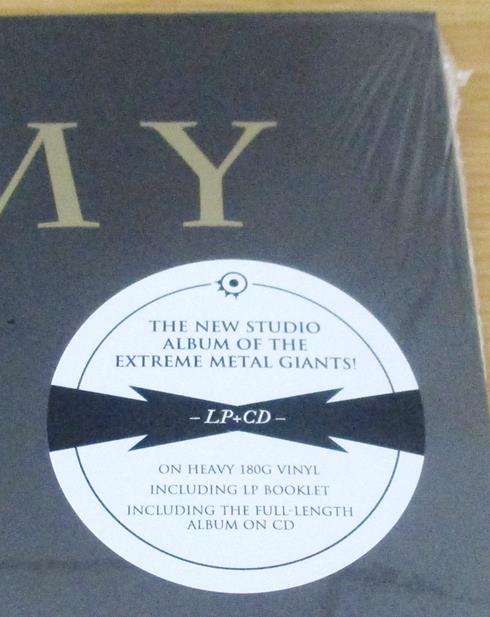 MY
THE NEW STUDIO
ALBUM OF THE
EXTREME METAL GIANTS!
– LP+CD –
ON HEAVY 180G VINYL
INCLUDING LP BOOKLET
INCLUDING THE FULL-LENGTH
ALBUM ON CD